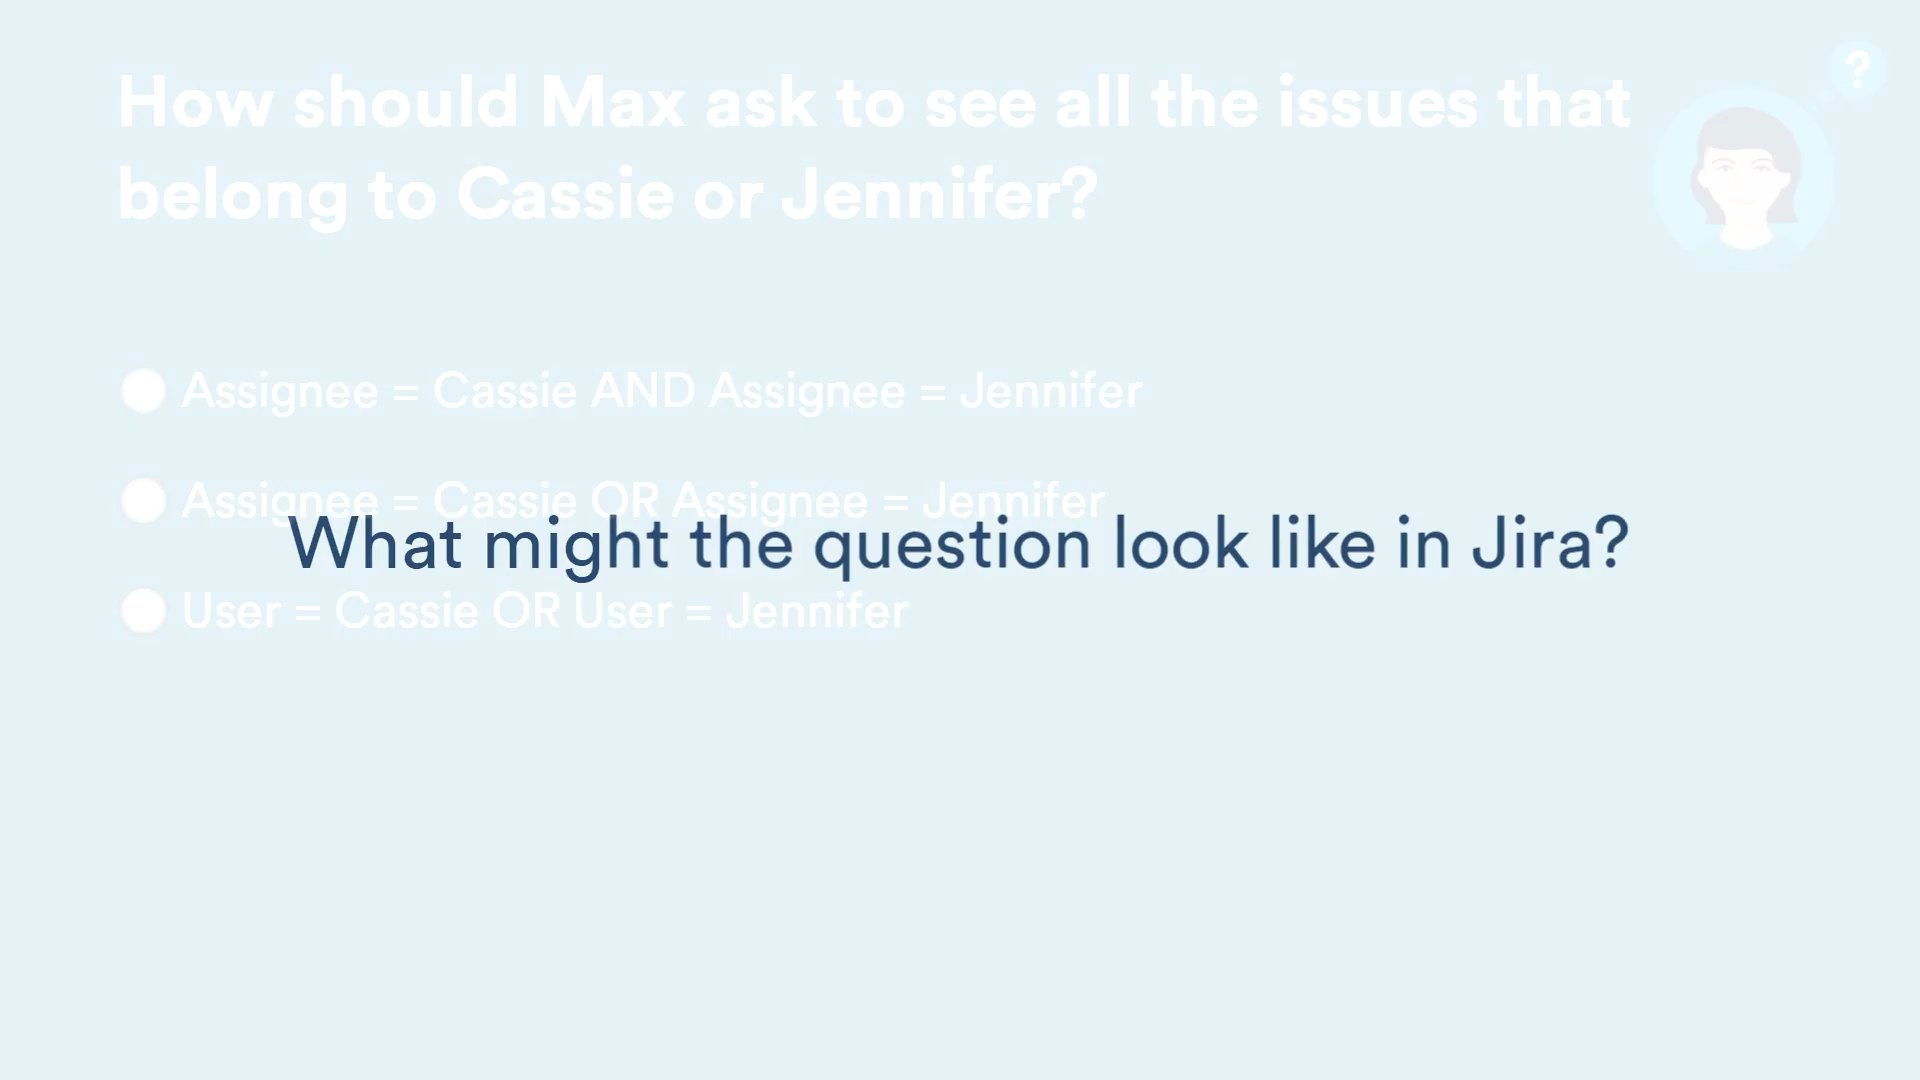 How should Max ask to see all the issues that
belong to Cassie or Jennifer?
?
Assignee = Cassie AND Assignee = Jennifer
Assignee = Cassie OR Assignee = Jennifer
What might the question look like in Jira?
User = Cassie OR User = Jennifer